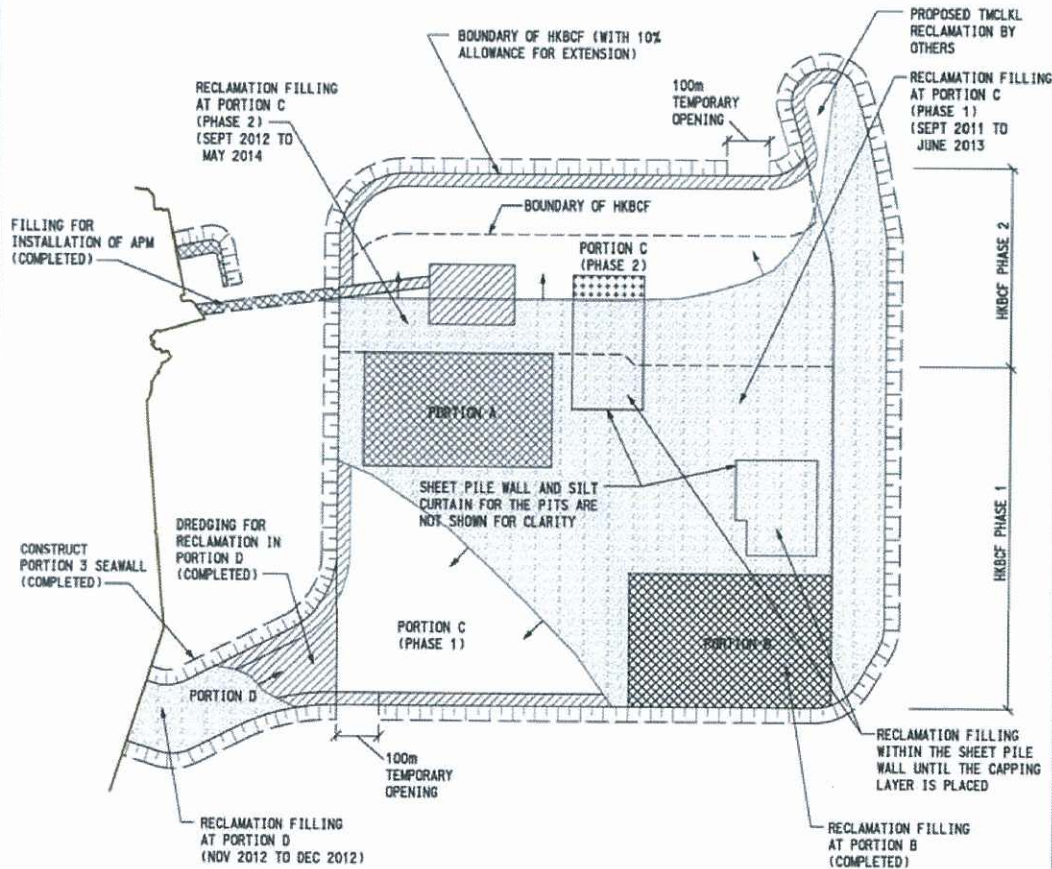 PROPOSED TMCLKL
RECLAMATION BY
OTHERS
BOUNDARY OF HKBCF (WITH 10%
ALLOWANCE FOR EXTENSION)
RECLAMATION FILLING
AT PORTION C
(PHASE 2)
(SEPT 2012 TO
MAY 2014
100m
TEMPORARY
OPENING
RECLAMATION FILLING
AT PORTION C
(PHASE 1)
(SEPT 2011 TO
JUNE 2013
FILLING FOR
INSTALLATION OF APM
(COMPLETED)
BOUNDARY OF HKBCF
PORTION C
(PHASE 2)
HKBCF PHASE 2
PORTION A
SHEET PILE WALL AND SILT
CURTAIN FOR THE PITS ARE
NOT SHOWN FOR CLARITY
DREDGING FOR
RECLAMATION IN
PORTION D
(COMPLETED)
CONSTRUCT
PORTION 3 SEAWALL
(COMPLETED)
HKBCF PHASE 1
PORTION C
(PHASE 1)
PORTION B
PORTION D
100m
TEMPORARY
OPENING
RECLAMATION FILLING
WITHIN THE SHEET PILE
WALL UNTIL THE CAPPING
LAYER IS PLACED
RECLAMATION FILLING
AT PORTION D
(NOV 2012 TO DEC 2012)
RECLAMATION FILLING
AT PORTION B
(COMPLETED)